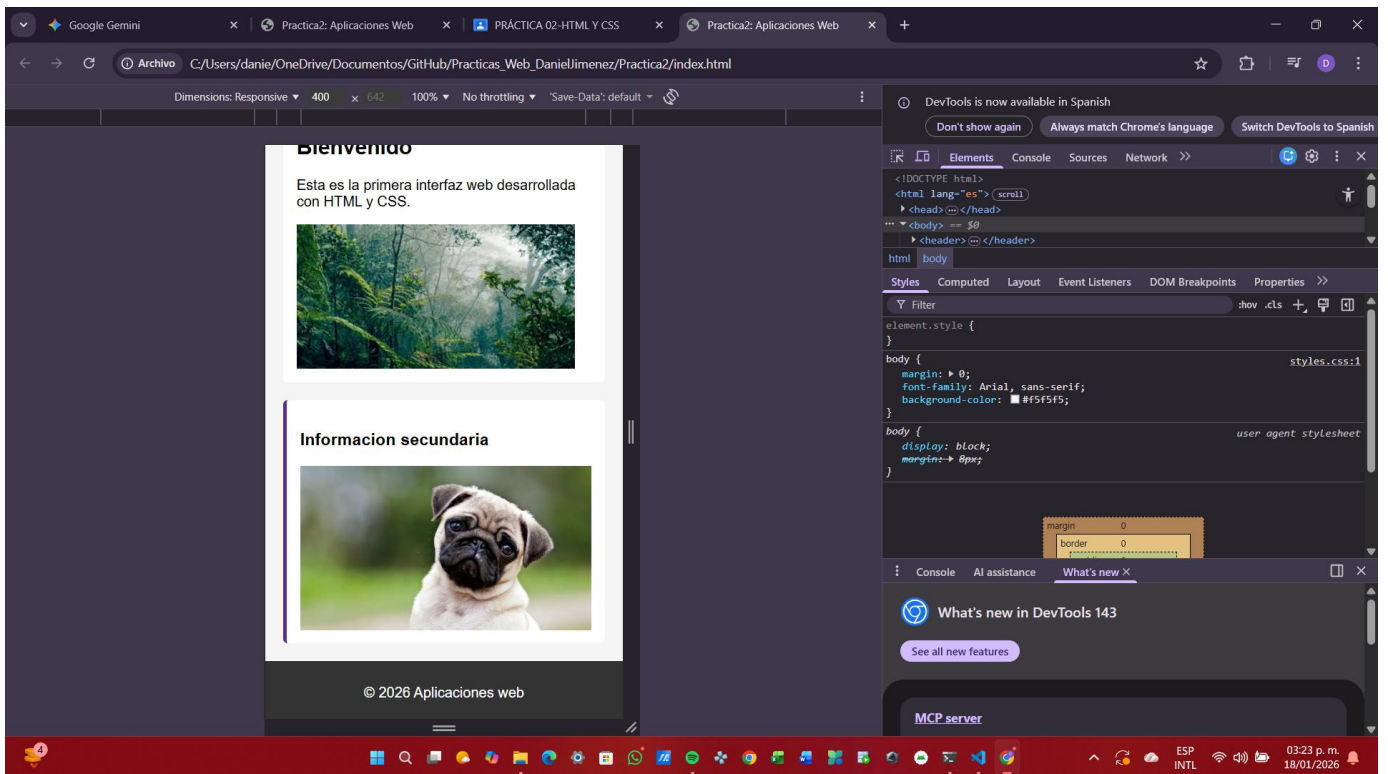 Google Gemini
Practica2: Aplicaciones Web
PRÁCTICA 02-HTML Y CSS
Practica2: Aplicaciones Web
Archivo C:/Users/danie/OneDrive/Documentos/GitHub/Practicas_Web_DanielJimenez/Practica2/index.html
D
Dimensions: Responsive 400 x 642 100% No throttling 'Save-Data': default
Bienvenido
Esta es la primera interfaz web desarrollada
con HTML y CSS.
Informacion secundaria
© 2026 Aplicaciones web
DevTools is now available in Spanish
Don't show again Always match Chrome's language Switch DevTools to Spanish
Elements Console Sources Network
<!DOCTYPE html>
<html lang="es"> scroll
<head> </head>
<body> == $0
<header> </header>
html body
Styles Computed Layout Event Listeners DOM Breakpoints Properties
Filter :hov .cls
element.style {
}
body { styles.css:1
margin: 0;
font-family: Arial, sans-serif;
background-color: #f5f5f5;
}
body { user agent stylesheet
display: block;
margin: 8px;
}
margin 0
border 0
Console AI assistance What's new
What's new in DevTools 143
See all new features
MCP server
4
ESP
INTL
03:23 p. m.
18/01/2026